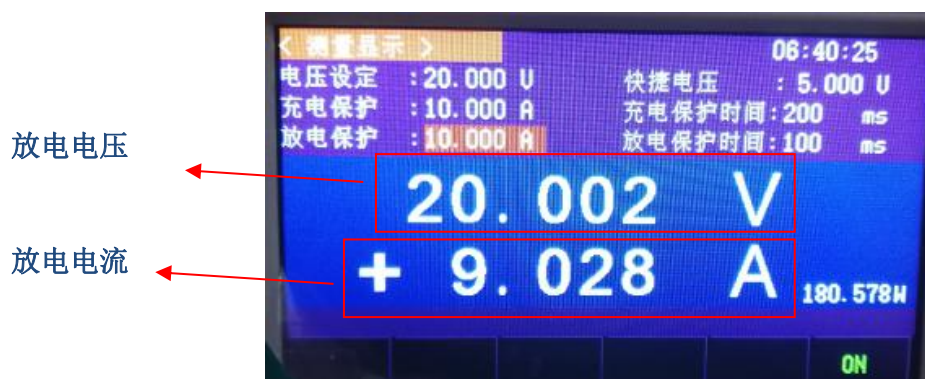 < 测量显示 > 06:40:25
电压设定 :20.000 V 快捷电压 : 5.000 V
充电保护 :10.000 A 充电保护时间:200 ms
放电保护 :10.000 A 放电保护时间:100 ms
放电电压
20.002 V
放电电流
+ 9.028 A
180.578W
ON